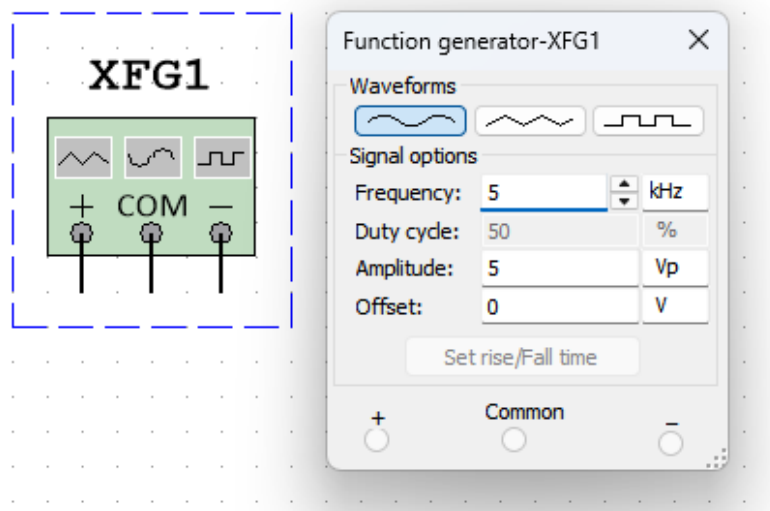 XFG1
+ COM −
Function generator-XFG1
Waveforms
Signal options
Frequency: 5 kHz
Duty cycle: 50 %
Amplitude: 5 Vp
Offset: 0 V
Set rise/Fall time
+ Common −